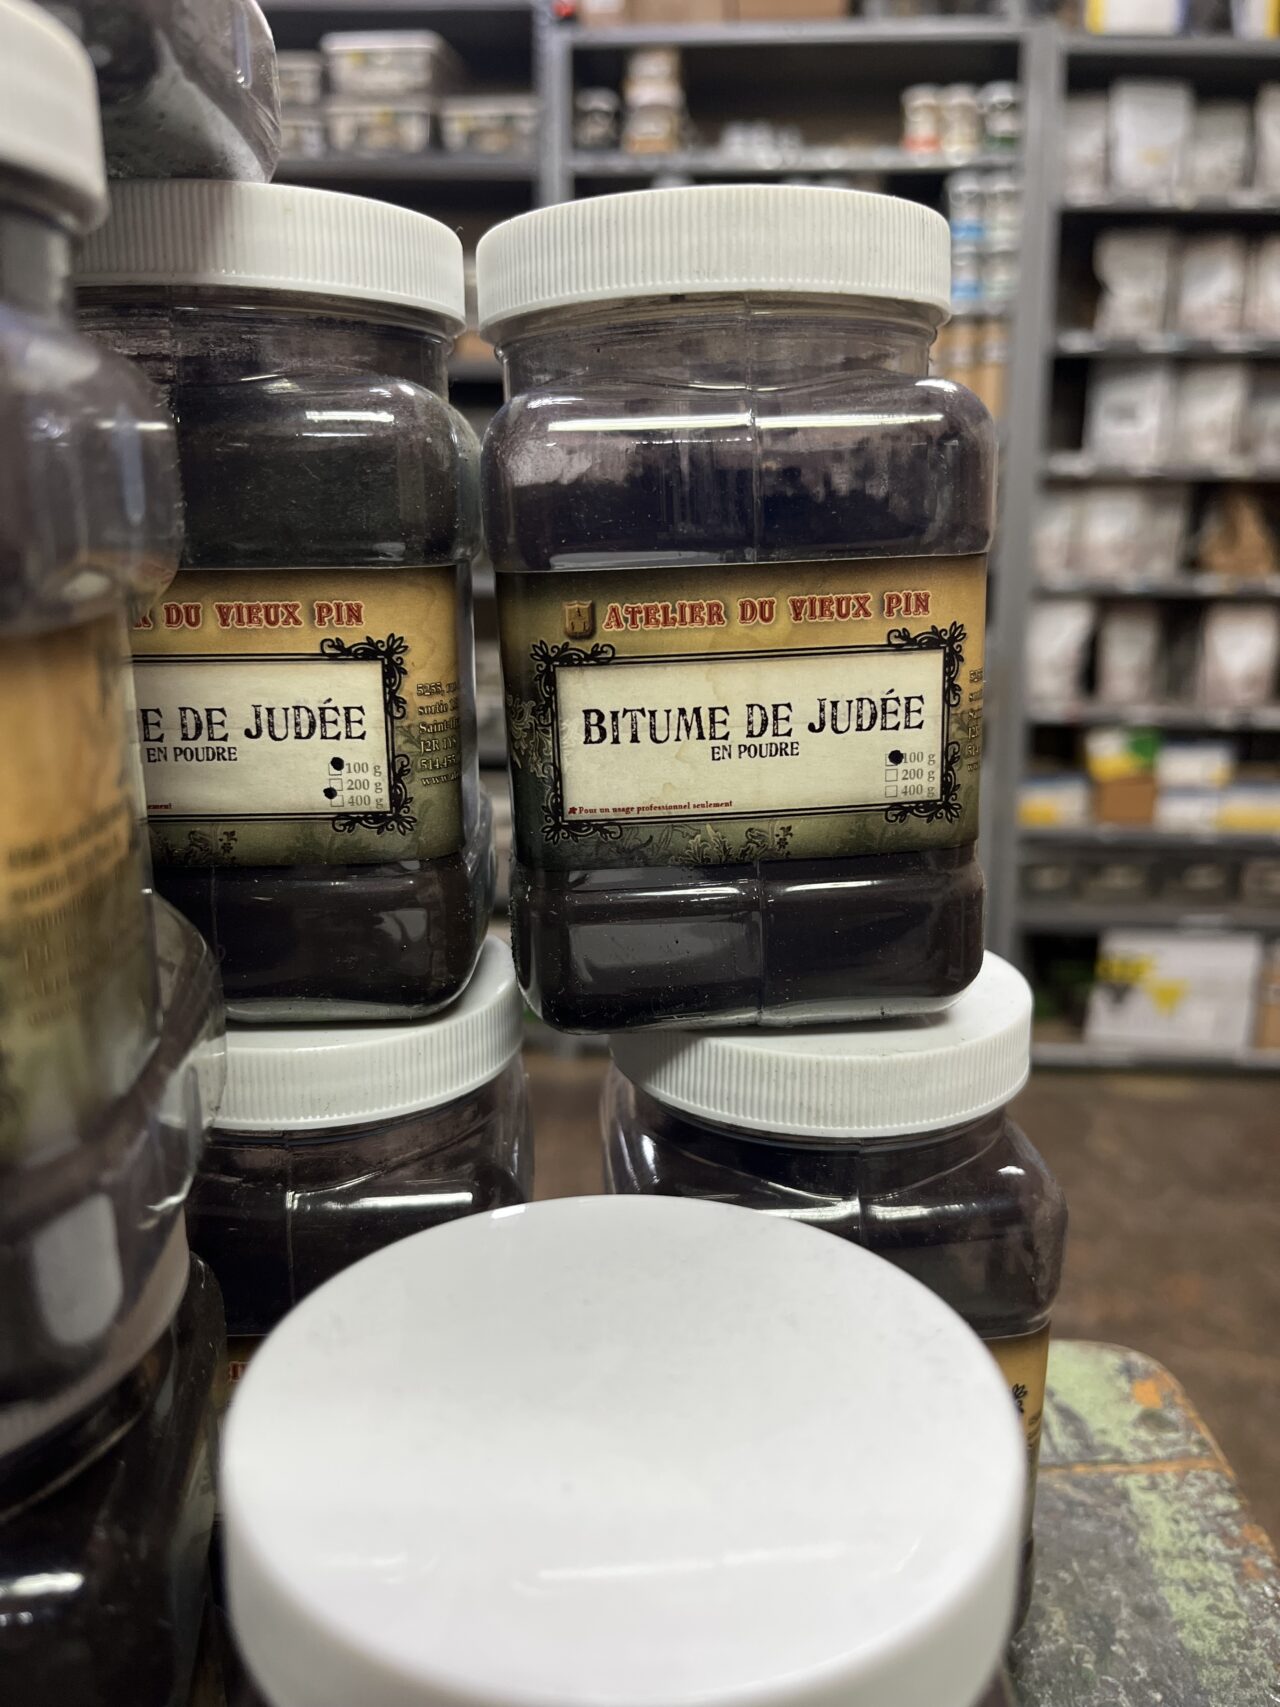 DU VIEUX PIN
E DE JUDÉE
EN POUDRE
100 g
200 g
400 g
ATELIER DU VIEUX PIN
BITUME DE JUDÉE
EN POUDRE
100 g
200 g
400 g
Pour un usage professionnel seulement